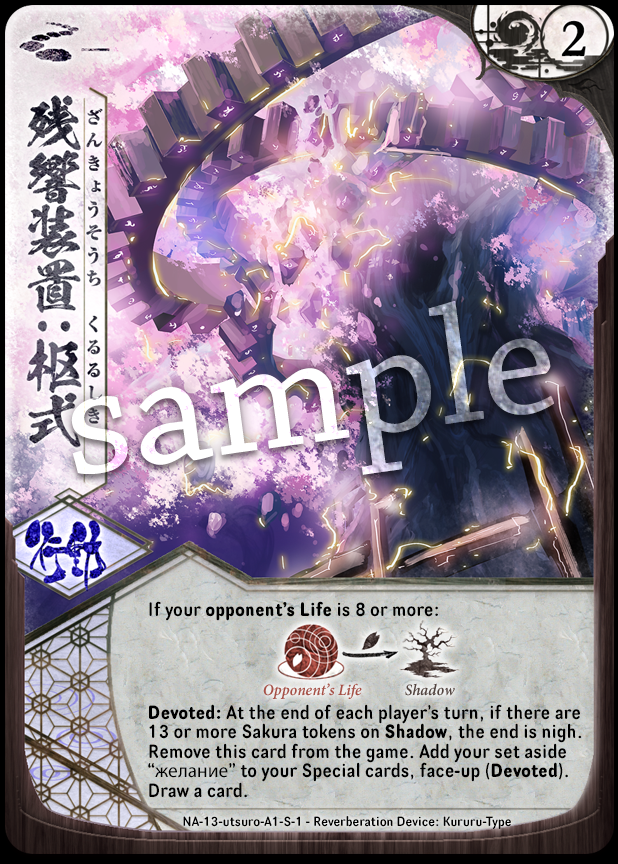 2
残響装置:枢式
ざんきょうそうち くるるしき
sample
行動
If your opponent's Life is 8 or more:
Opponent's Life Shadow
Devoted: At the end of each player's turn, if there are
13 or more Sakura tokens on Shadow, the end is nigh.
Remove this card from the game. Add your set aside
“желание” to your Special cards, face-up (Devoted).
Draw a card.
NA-13-utsuro-A1-S-1 - Reverberation Device: Kururu-Type